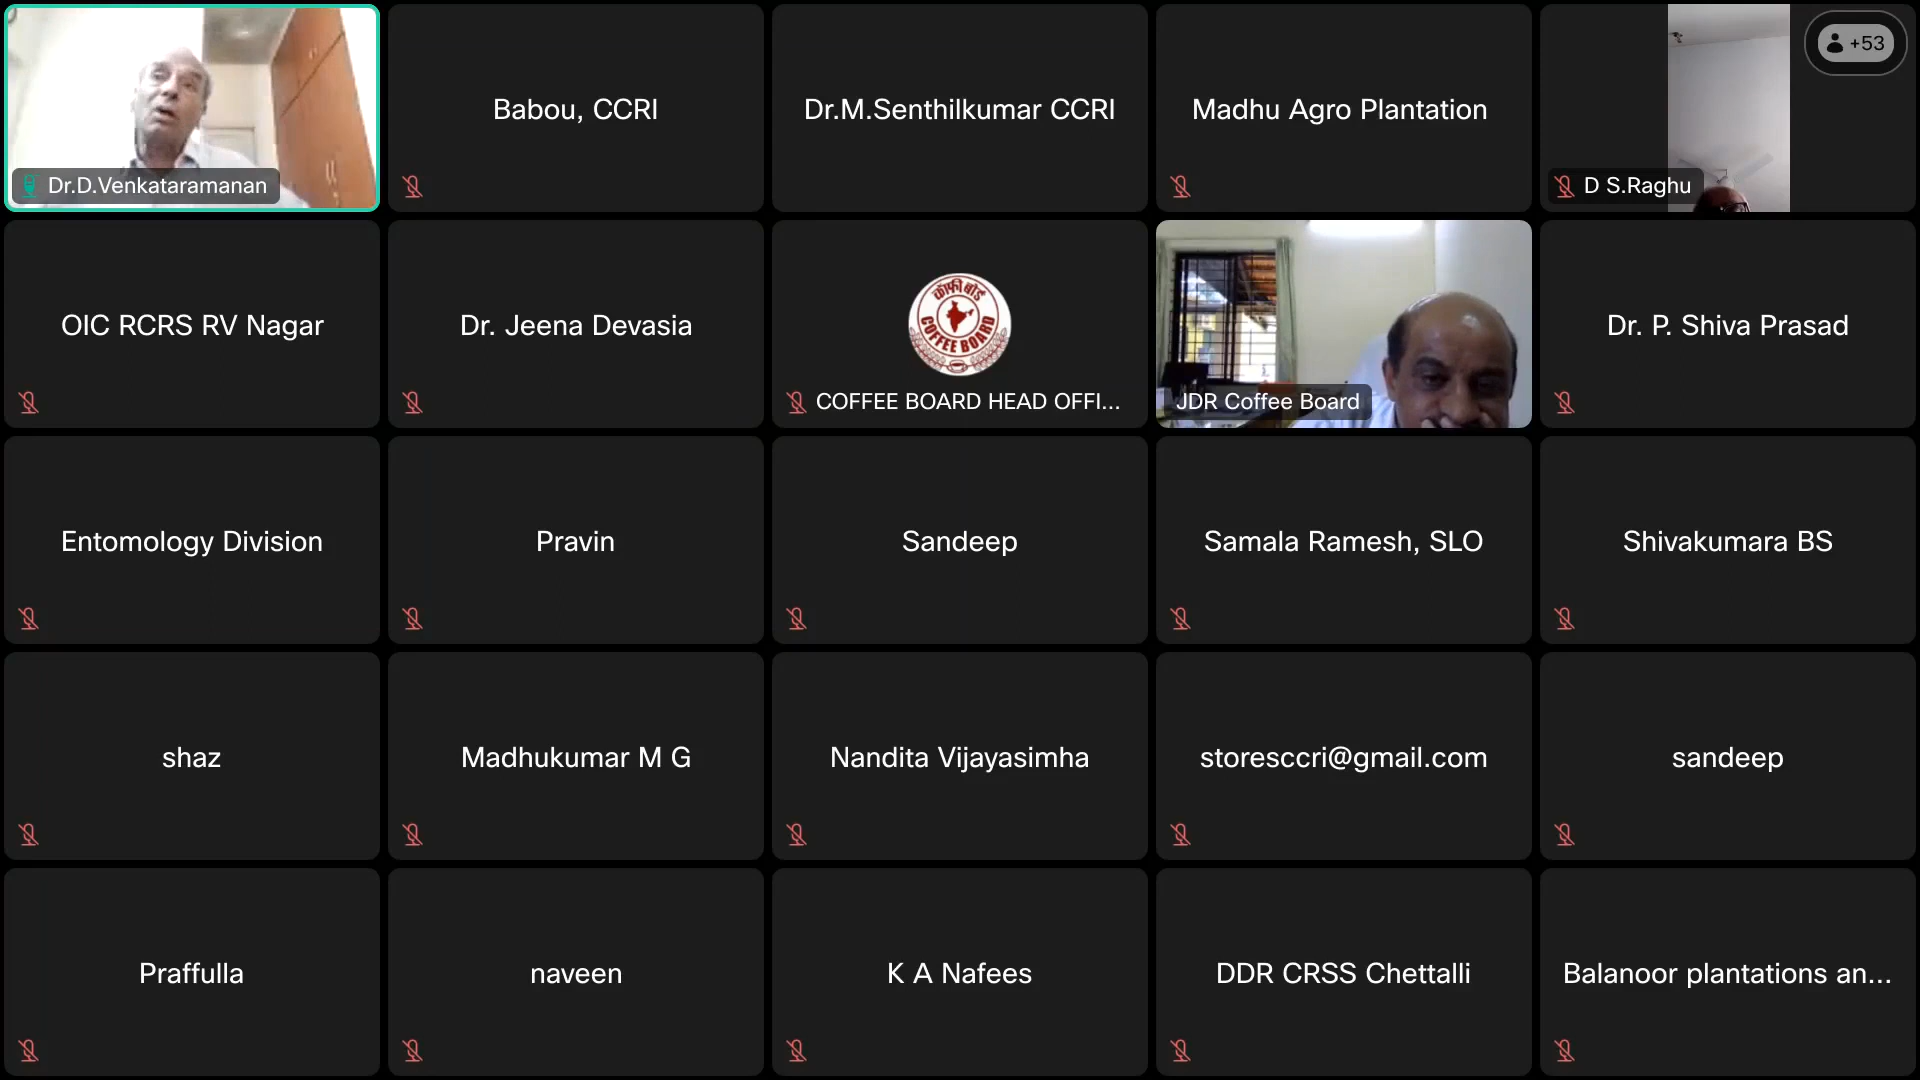 Dr.D.Venkataramanan
Babou, CCRI
Dr.M.Senthilkumar CCRI
Madhu Agro Plantation
D S.Raghu
+53
OIC RCRS RV Nagar
Dr. Jeena Devasia
कॉफी बोर्ड
COFFEE BOARD
COFFEE BOARD HEAD OFFI...
JDR Coffee Board
Dr. P. Shiva Prasad
Entomology Division
Pravin
Sandeep
Samala Ramesh, SLO
Shivakumara BS
shaz
Madhukumar M G
Nandita Vijayasimha
storesccri@gmail.com
sandeep
Praffulla
naveen
K A Nafees
DDR CRSS Chettalli
Balanoor plantations an...